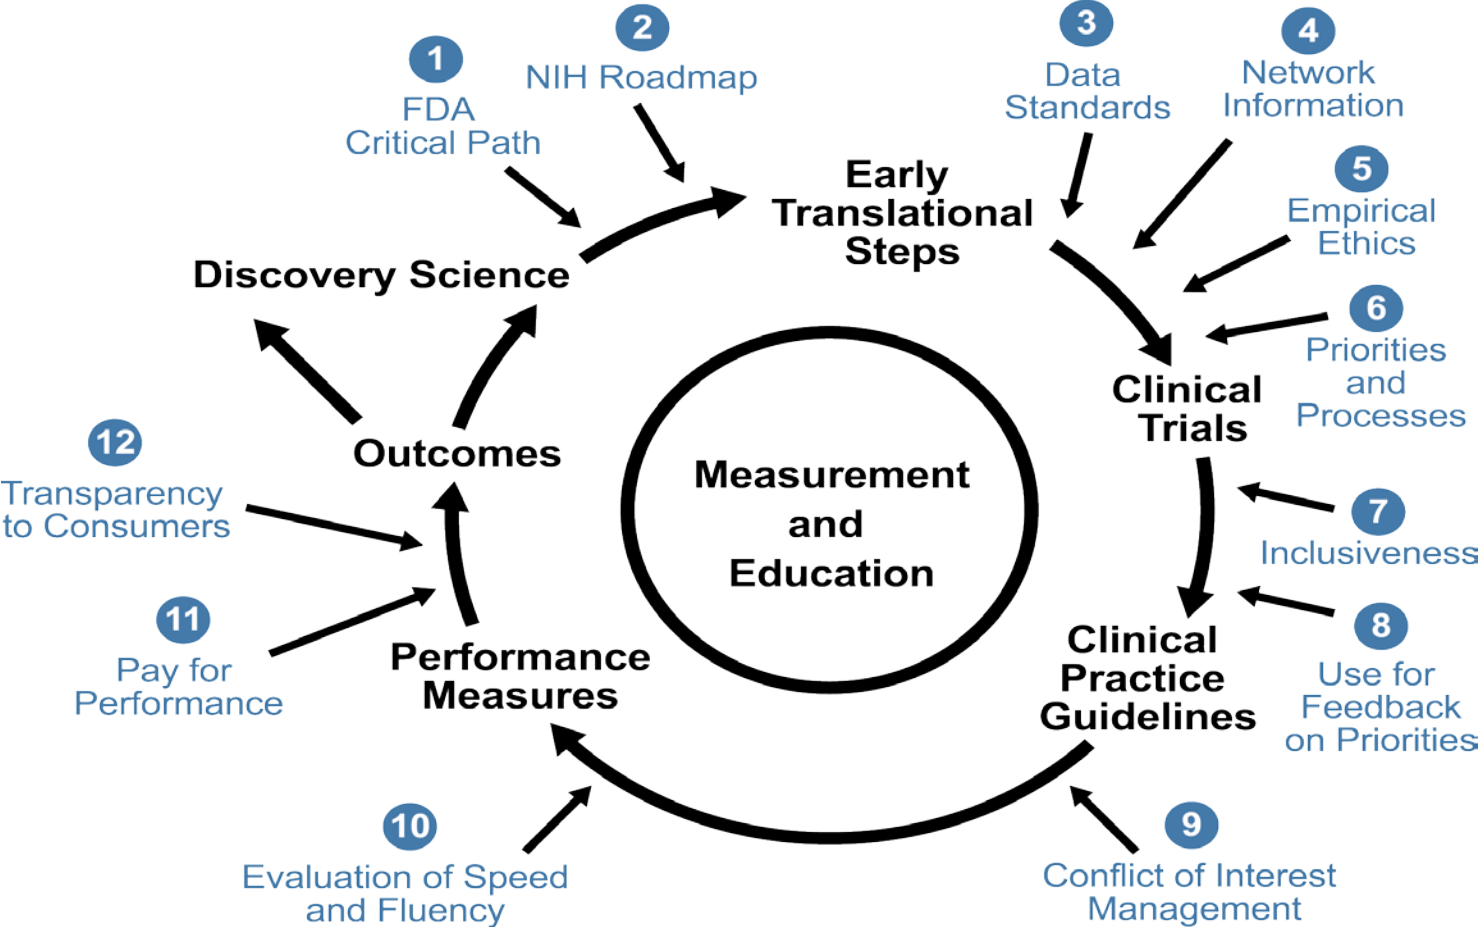 1
FDA
Critical Path
2
NIH Roadmap
3
Data
Standards
4
Network
Information
5
Empirical
Ethics
6
Priorities
and
Processes
7
Inclusiveness
8
Use for
Feedback
on Priorities
9
Conflict of Interest
Management
10
Evaluation of Speed
and Fluency
11
Pay for
Performance
12
Transparency
to Consumers
Discovery Science
Early
Translational
Steps
Clinical
Trials
Clinical
Practice
Guidelines
Performance
Measures
Outcomes
Measurement
and
Education